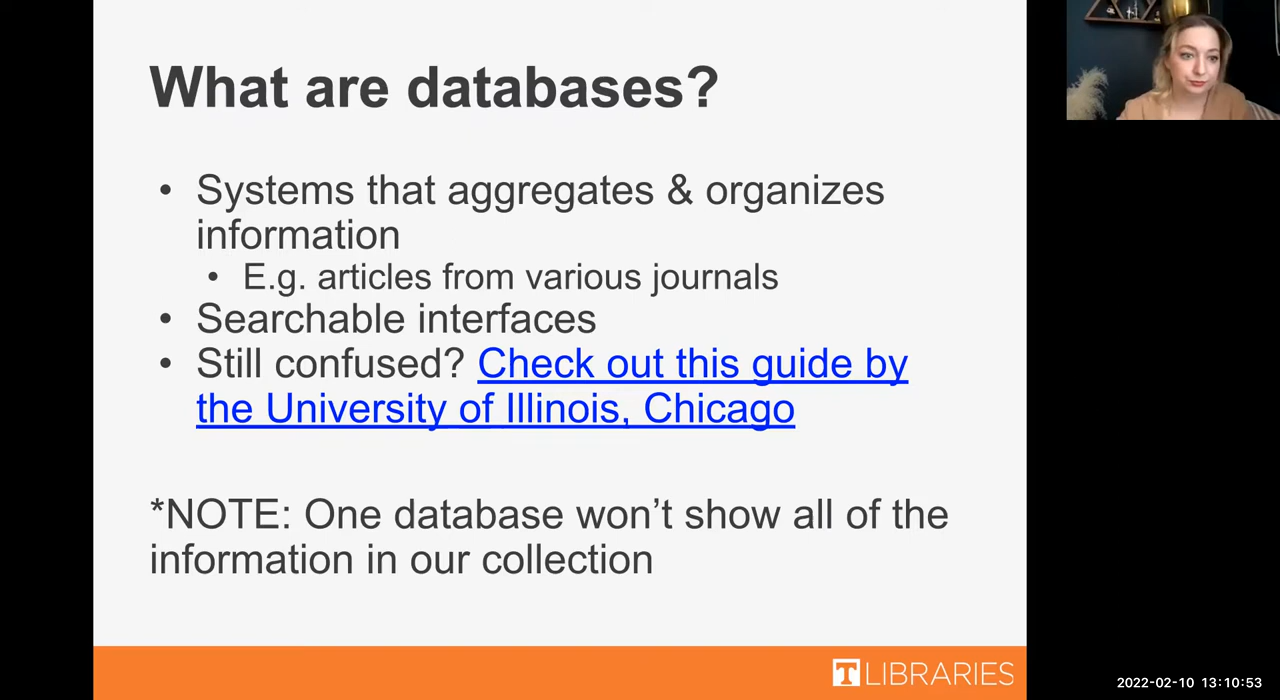 What are databases?
• Systems that aggregates & organizes
information
• E.g. articles from various journals
• Searchable interfaces
• Still confused? Check out this guide by
the University of Illinois, Chicago
*NOTE: One database won’t show all of the
information in our collection
T LIBRARIES
2022-02-10 13:10:53